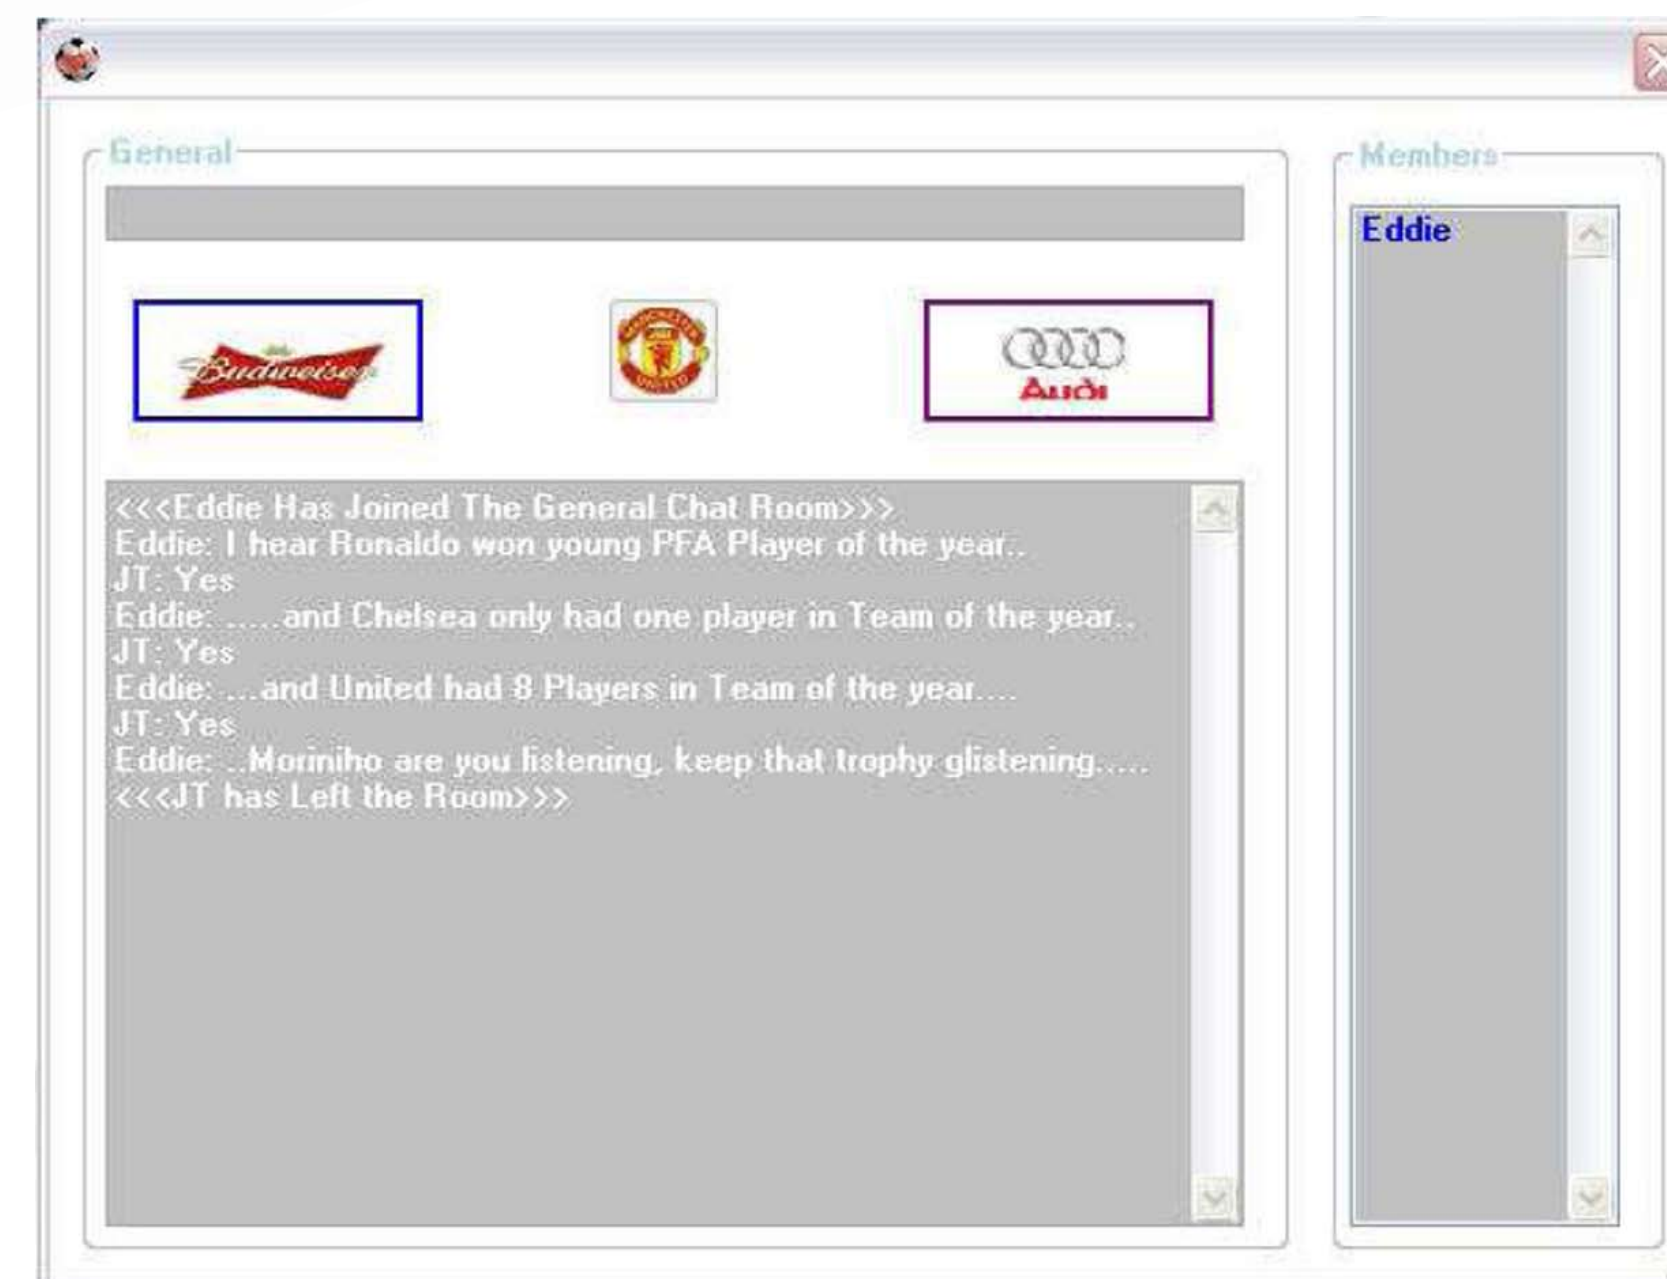 General
Members
Eddie
Budweiser
MANCHESTER
UNITED
Audi
<<<Eddie Has Joined The General Chat Room>>>
Eddie: I hear Ronaldo won young PFA Player of the year..
JT: Yes
Eddie: .....and Chelsea only had one player in Team of the year..
JT: Yes
Eddie: ...and United had 8 Players in Team of the year....
JT: Yes
Eddie: ..Moriniho are you listening, keep that trophy glistening.....
<<<JT has Left the Room>>>